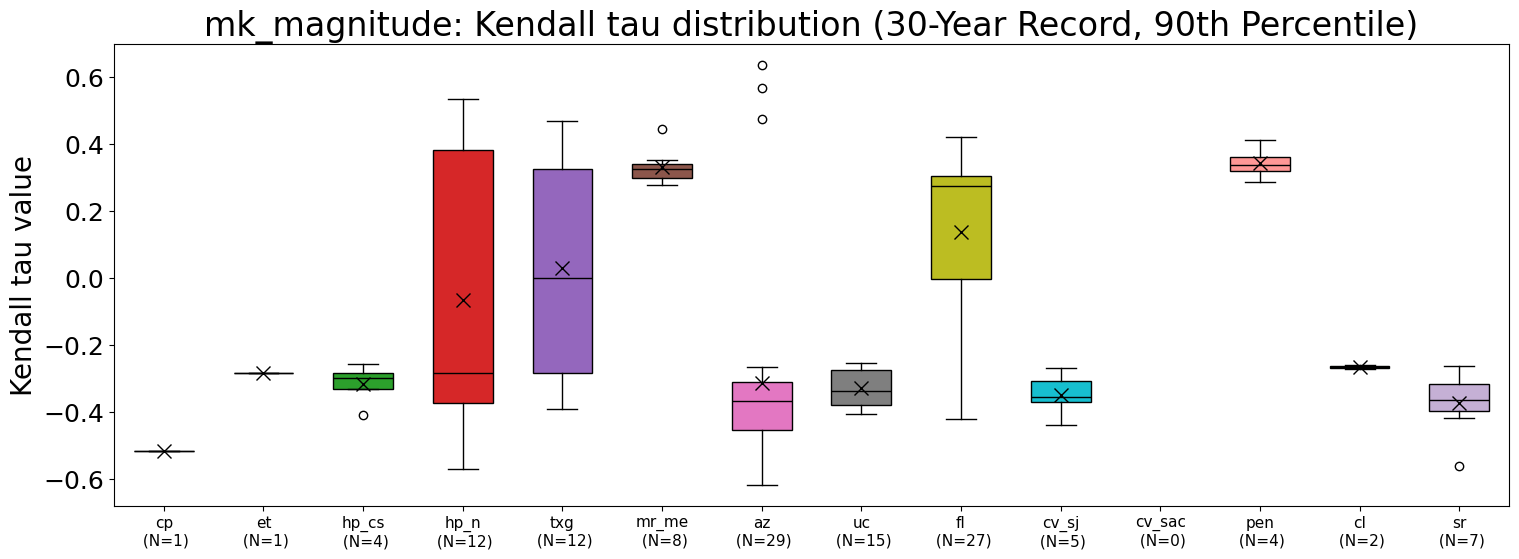 mk_magnitude: Kendall tau distribution (30-Year Record, 90th Percentile)
Kendall tau value
0.6
0.4
0.2
0.0
−0.2
−0.4
−0.6
cp et hp_cs hp_n txg mr_me az uc fl cv_sj cv_sac pen cl sr
(N=1) (N=1) (N=4) (N=12) (N=12) (N=8) (N=29) (N=15) (N=27) (N=5) (N=0) (N=4) (N=2) (N=7)